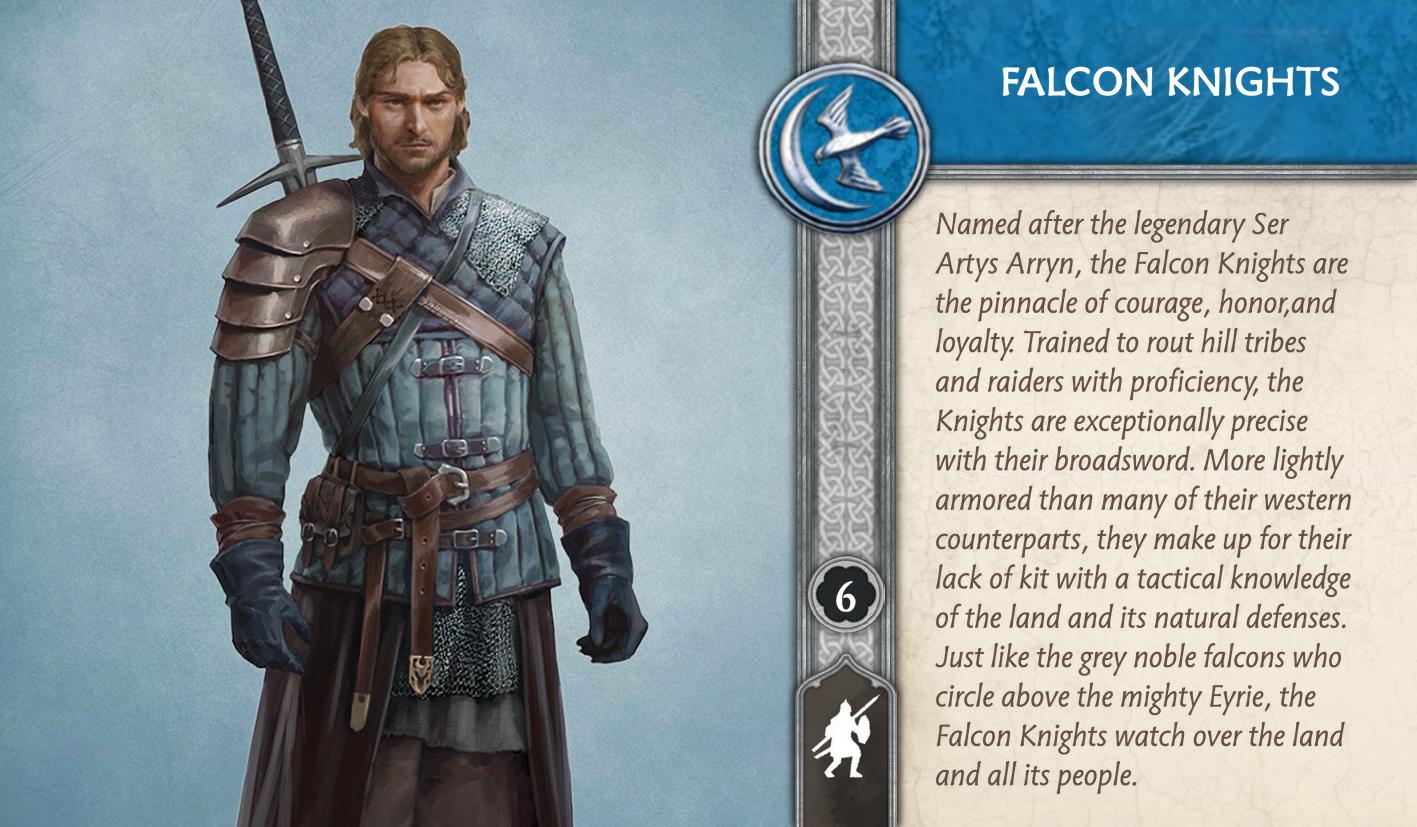 FALCON KNIGHTS
Named after the legendary Ser
Artys Arryn, the Falcon Knights are
the pinnacle of courage, honor,and
loyalty. Trained to rout hill tribes
and raiders with proficiency, the
Knights are exceptionally precise
with their broadsword. More lightly
armored than many of their western
counterparts, they make up for their
lack of kit with a tactical knowledge
of the land and its natural defenses.
Just like the grey noble falcons who
circle above the mighty Eyrie, the
Falcon Knights watch over the land
and all its people.
6